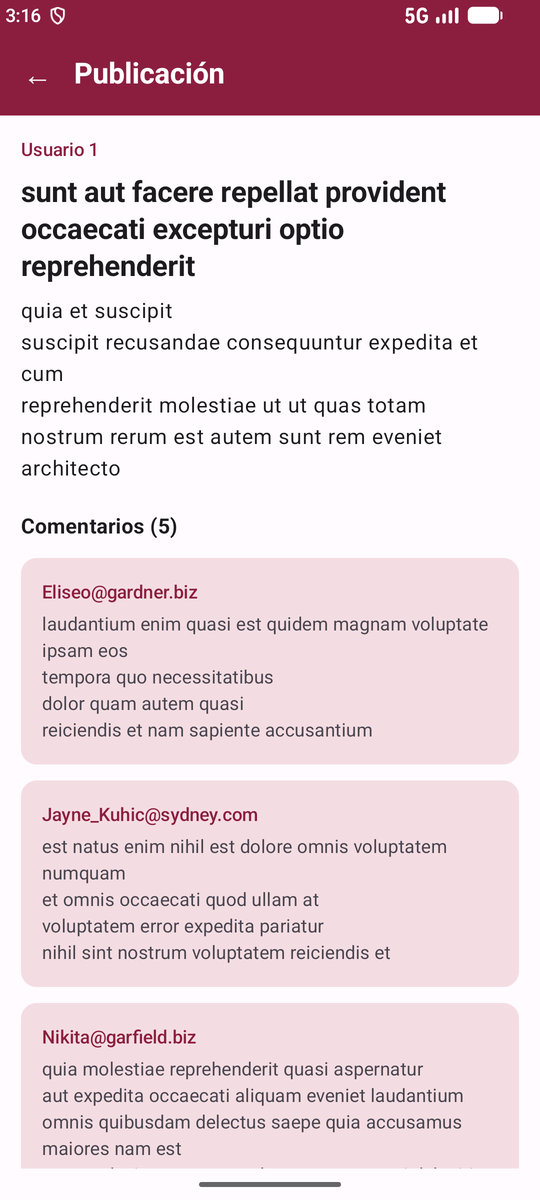 3:16
5G
← Publicación
Usuario 1
sunt aut facere repellat provident
occaecati excepturi optio
reprehenderit
quia et suscipit
suscipit recusandae consequuntur expedita et
cum
reprehenderit molestiae ut ut quas totam
nostrum rerum est autem sunt rem eveniet
architecto
Comentarios (5)
Eliseo@gardner.biz
laudantium enim quasi est quidem magnam voluptate
ipsam eos
tempora quo necessitatibus
dolor quam autem quasi
reiciendis et nam sapiente accusantium
Jayne_Kuhic@sydney.com
est natus enim nihil est dolore omnis voluptatem
numquam
et omnis occaecati quod ullam at
voluptatem error expedita pariatur
nihil sint nostrum voluptatem reiciendis et
Nikita@garfield.biz
quia molestiae reprehenderit quasi aspernatur
aut expedita occaecati aliquam eveniet laudantium
omnis quibusdam delectus saepe quia accusamus
maiores nam est